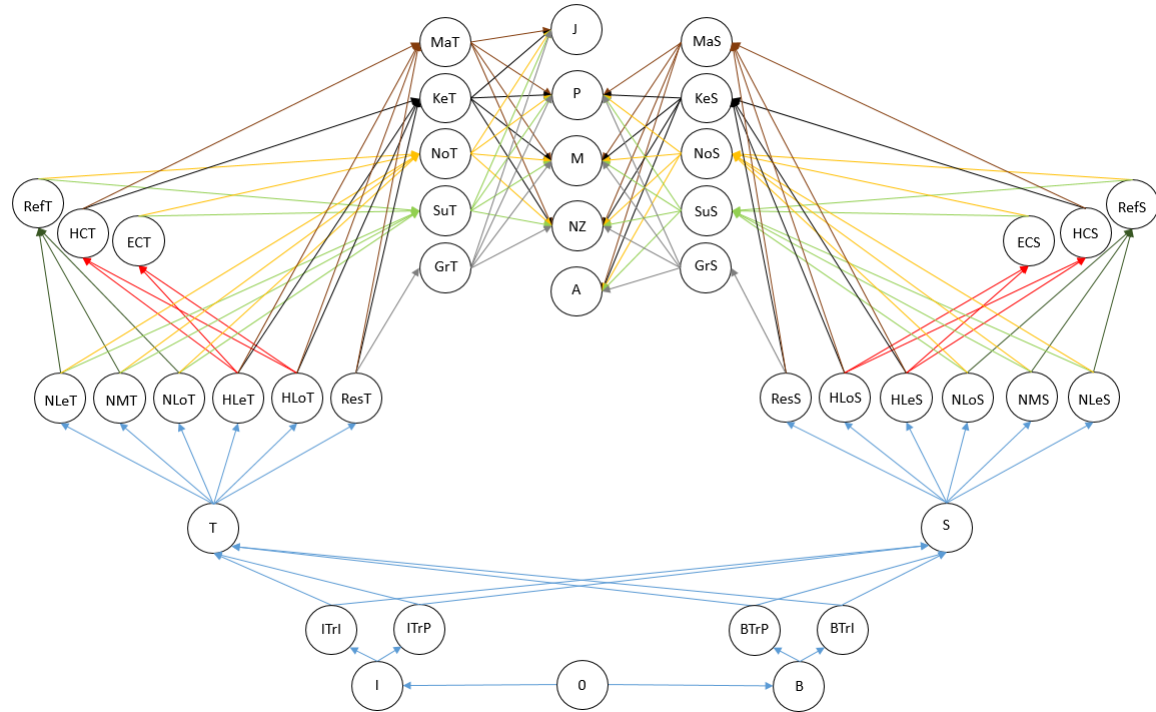 J
MaT
MaS
P
KeT
KeS
M
NoT
NoS
RefT
RefS
SuT
SuS
HCT
HCS
ECT
ECS
NZ
GrT
GrS
A
NLeT
NMT
NLoT
HLeT
HLoT
ResT
ResS
HLoS
HLeS
NLoS
NMS
NLeS
T
S
ITrI
ITrP
BTrP
BTrI
I
0
B